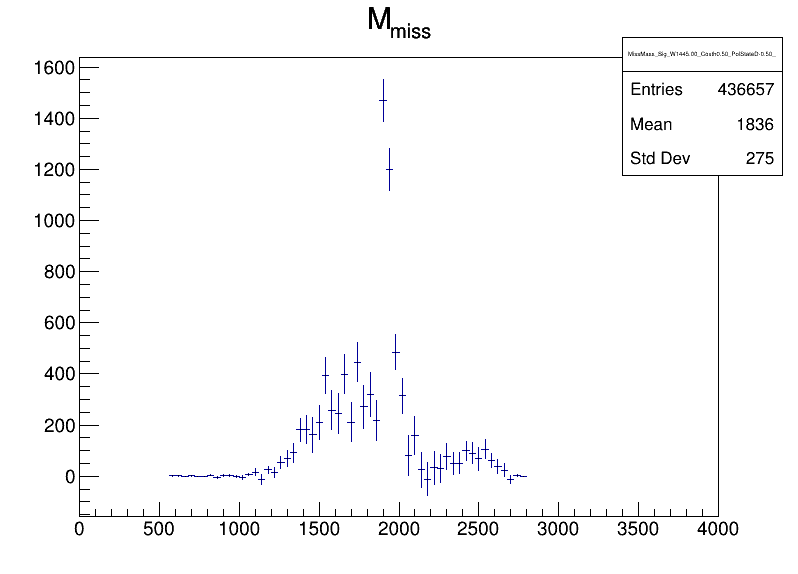 M_miss
MissMass_Sig_W1445.00_Costh0.50_PolStateD-0.50_
Entries 436657
Mean 1836
Std Dev 275
1600
1400
1200
1000
800
600
400
200
0
0 500 1000 1500 2000 2500 3000 3500 4000